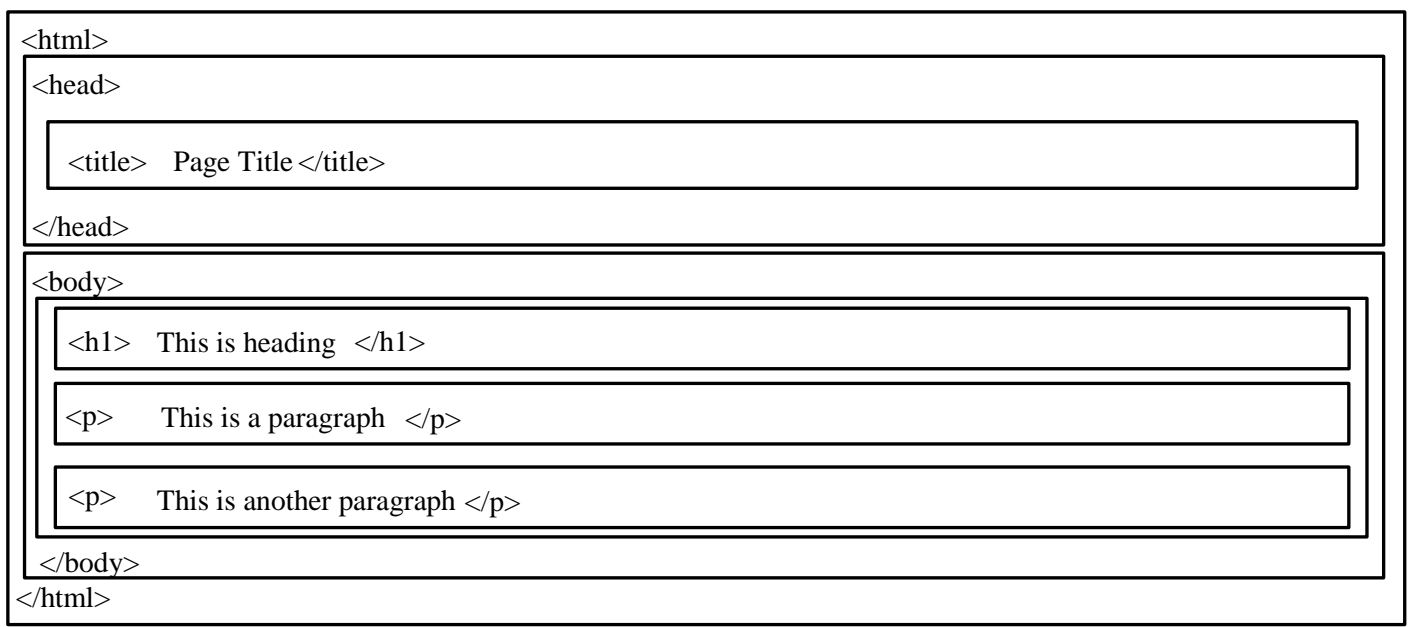 <html>
<head>
<title> Page Title </title>
</head>
<body>
<h1> This is heading </h1>
<p> This is a paragraph </p>
<p> This is another paragraph </p>
</body>
</html>